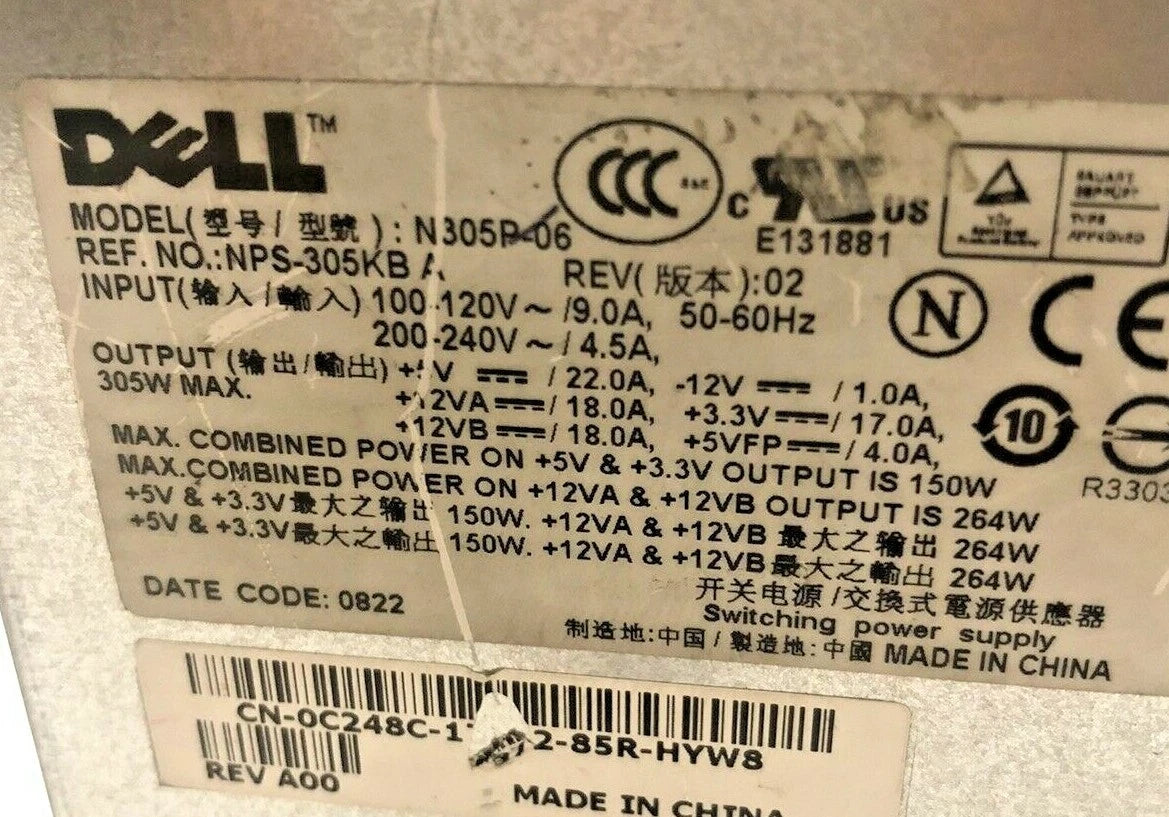 DELL™
MODEL(型号/型號): N305P-06
REF. NO.:NPS-305KB A
REV(版本):02
E131881
C US
N
CE
INPUT(输入/輸入) 100-120V~/9.0A, 50-60Hz
200-240V~/4.5A,
OUTPUT (输出/輸出) +5V ⎓ /22.0A, -12V ⎓ /1.0A,
305W MAX. +12VA⎓/18.0A, +3.3V⎓/17.0A,
+12VB⎓/18.0A, +5VFP⎓/4.0A,
10
MAX. COMBINED POWER ON +5V & +3.3V OUTPUT IS 150W
R3303
MAX.COMBINED POWER ON +12VA & +12VB OUTPUT IS 264W
+5V & +3.3V最大之输出 150W. +12VA & +12VB 最大之输出 264W
+5V & +3.3V最大之輸出 150W. +12VA & +12VB最大之輸出 264W
开关电源/交換式電源供應器
DATE CODE: 0822
Switching power supply
制造地:中国/製造地:中國 MADE IN CHINA
CN-0C248C-1 2-85R-HYW8
REV A00
MADE IN CHINA